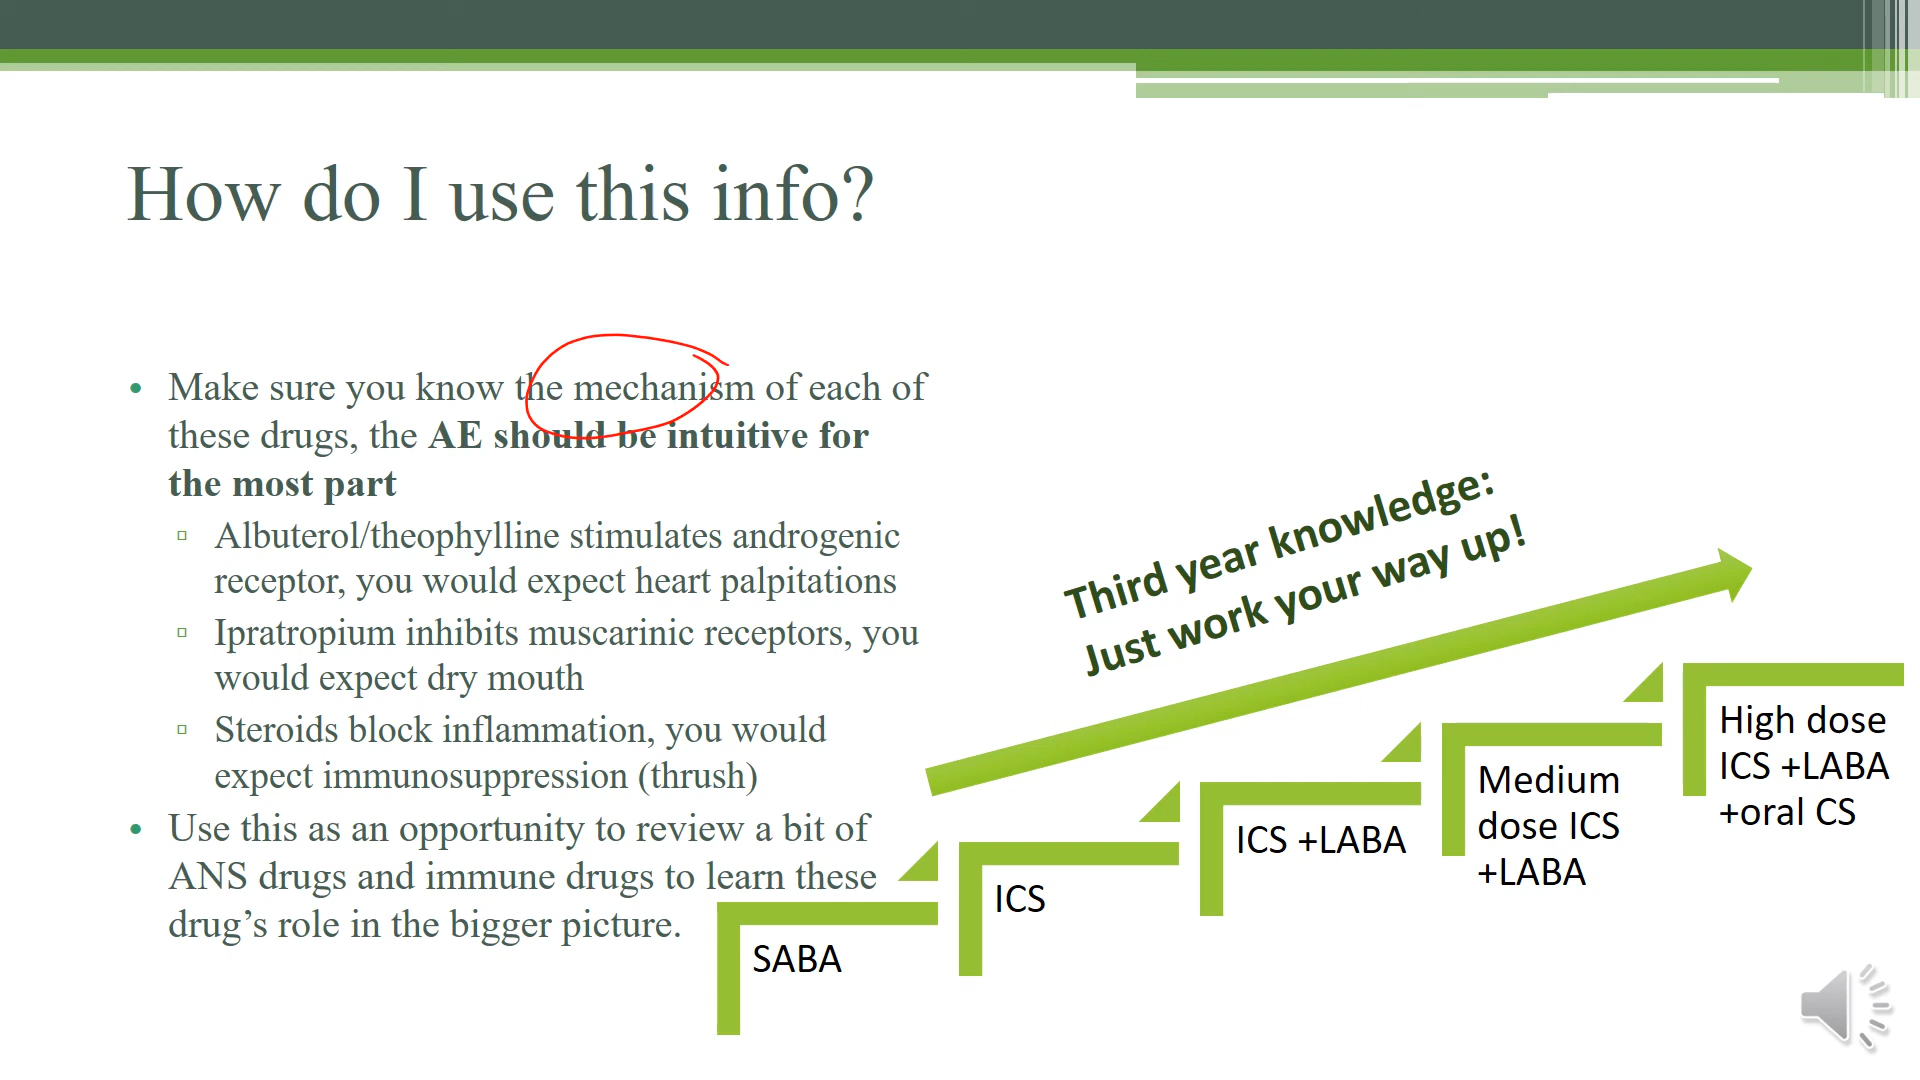 How do I use this info?
• Make sure you know the mechanism of each of
these drugs, the AE should be intuitive for
the most part
▫ Albuterol/theophylline stimulates androgenic
receptor, you would expect heart palpitations
▫ Ipratropium inhibits muscarinic receptors, you
would expect dry mouth
▫ Steroids block inflammation, you would
expect immunosuppression (thrush)
• Use this as an opportunity to review a bit of
ANS drugs and immune drugs to learn these
drug’s role in the bigger picture.
Third year knowledge:
Just work your way up!
SABA
ICS
ICS +LABA
Medium
dose ICS
+LABA
High dose
ICS +LABA
+oral CS